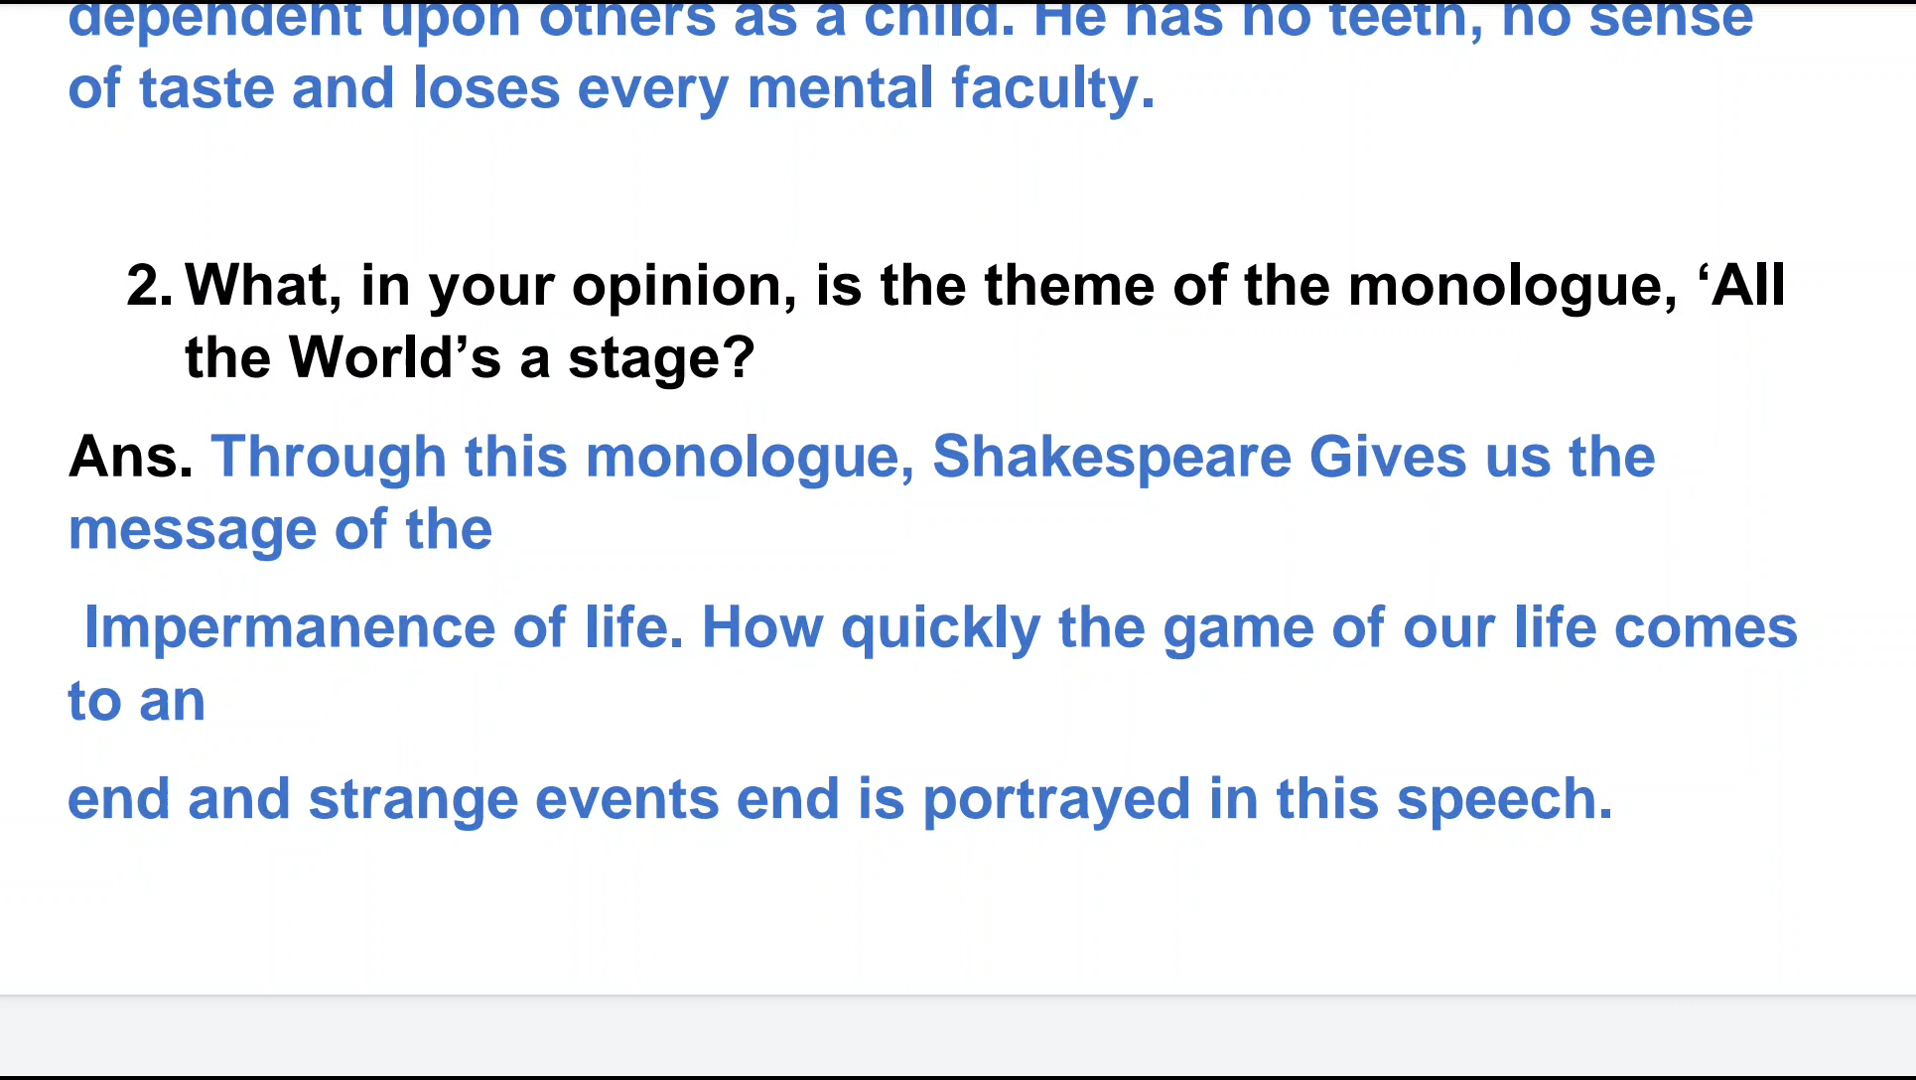 dependent upon others as a child. He has no teeth, no sense
of taste and loses every mental faculty.
2. What, in your opinion, is the theme of the monologue, ‘All
the World’s a stage?
Ans. Through this monologue, Shakespeare Gives us the
message of the
Impermanence of life. How quickly the game of our life comes
to an
end and strange events end is portrayed in this speech.